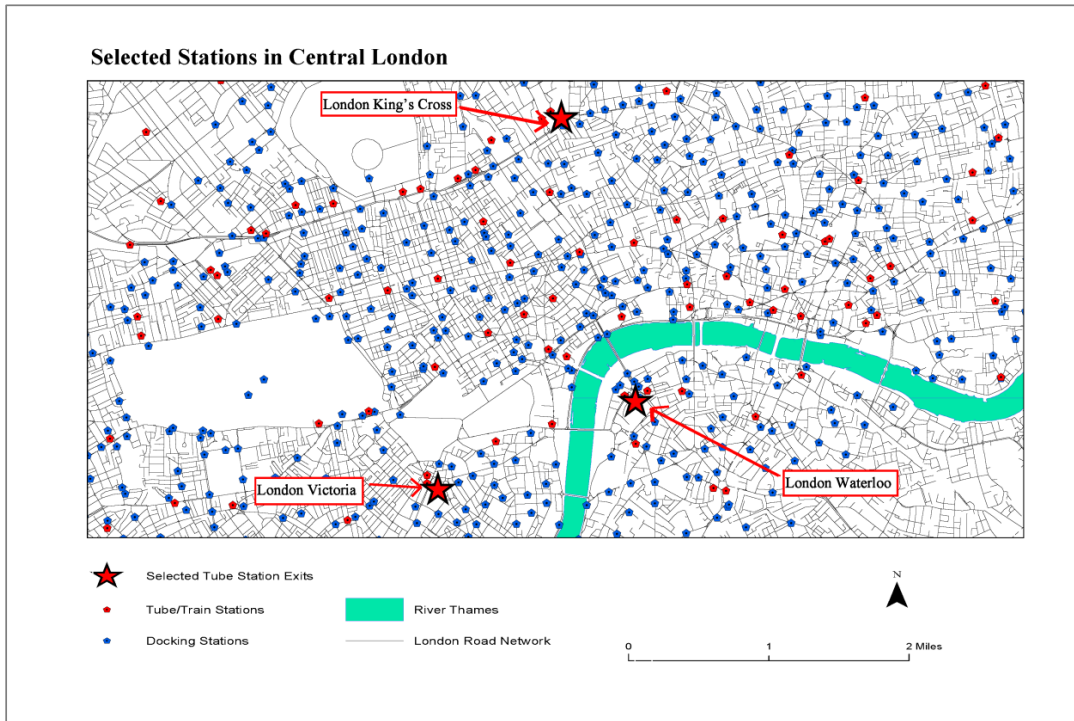 Selected Stations in Central London
London King's Cross
London Victoria
London Waterloo
Selected Tube Station Exits
Tube/Train Stations
River Thames
Docking Stations
London Road Network
N
0 1 2 Miles